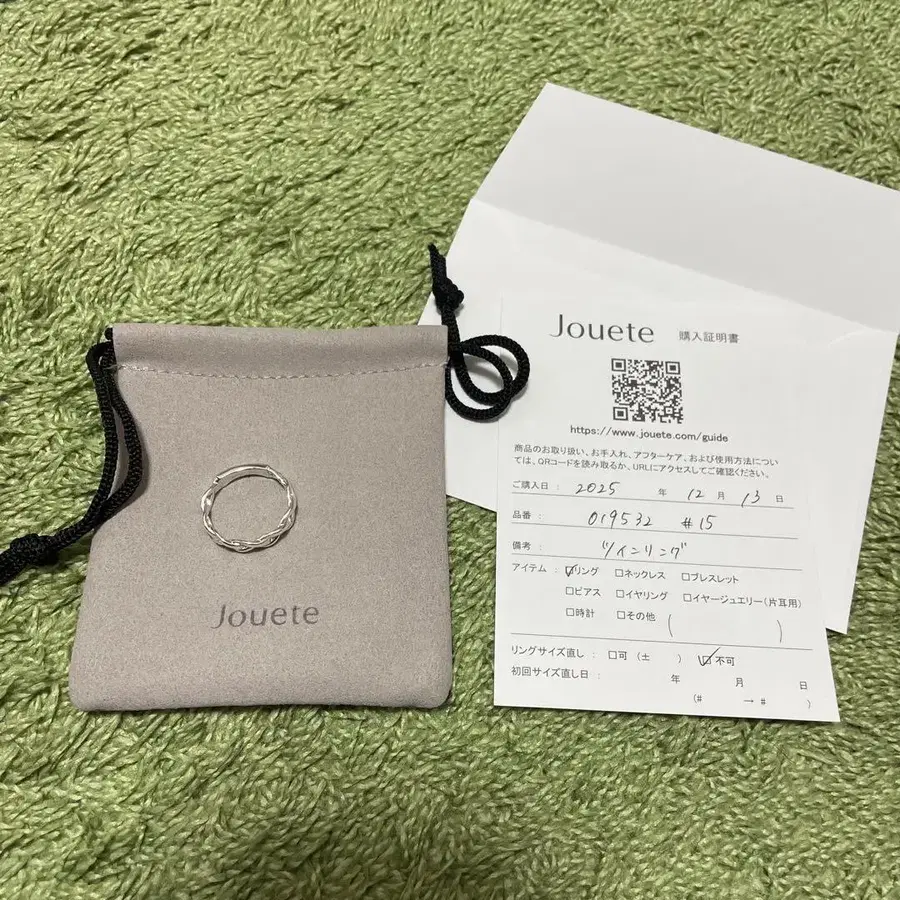 Jouete
Jouete 購入証明書
https://www.jouete.com/guide
商品のお取り扱い、お手入れ、アフターケア、および使用方法につい
ては、QRコードを読み取るか、URLにアクセスしてご確認ください。
ご購入日： 2025 年 12 月 13 日
品番： 019532 #15
備考： ツインリング
アイテム： ☑リング □ネックレス □ブレスレット
□ピアス □イヤリング □イヤージュエリー(片耳用)
□時計 □その他 ( )
リングサイズ直し： □可 (± ) ☑不可
初回サイズ直し日： 年 月 日
(# → # )